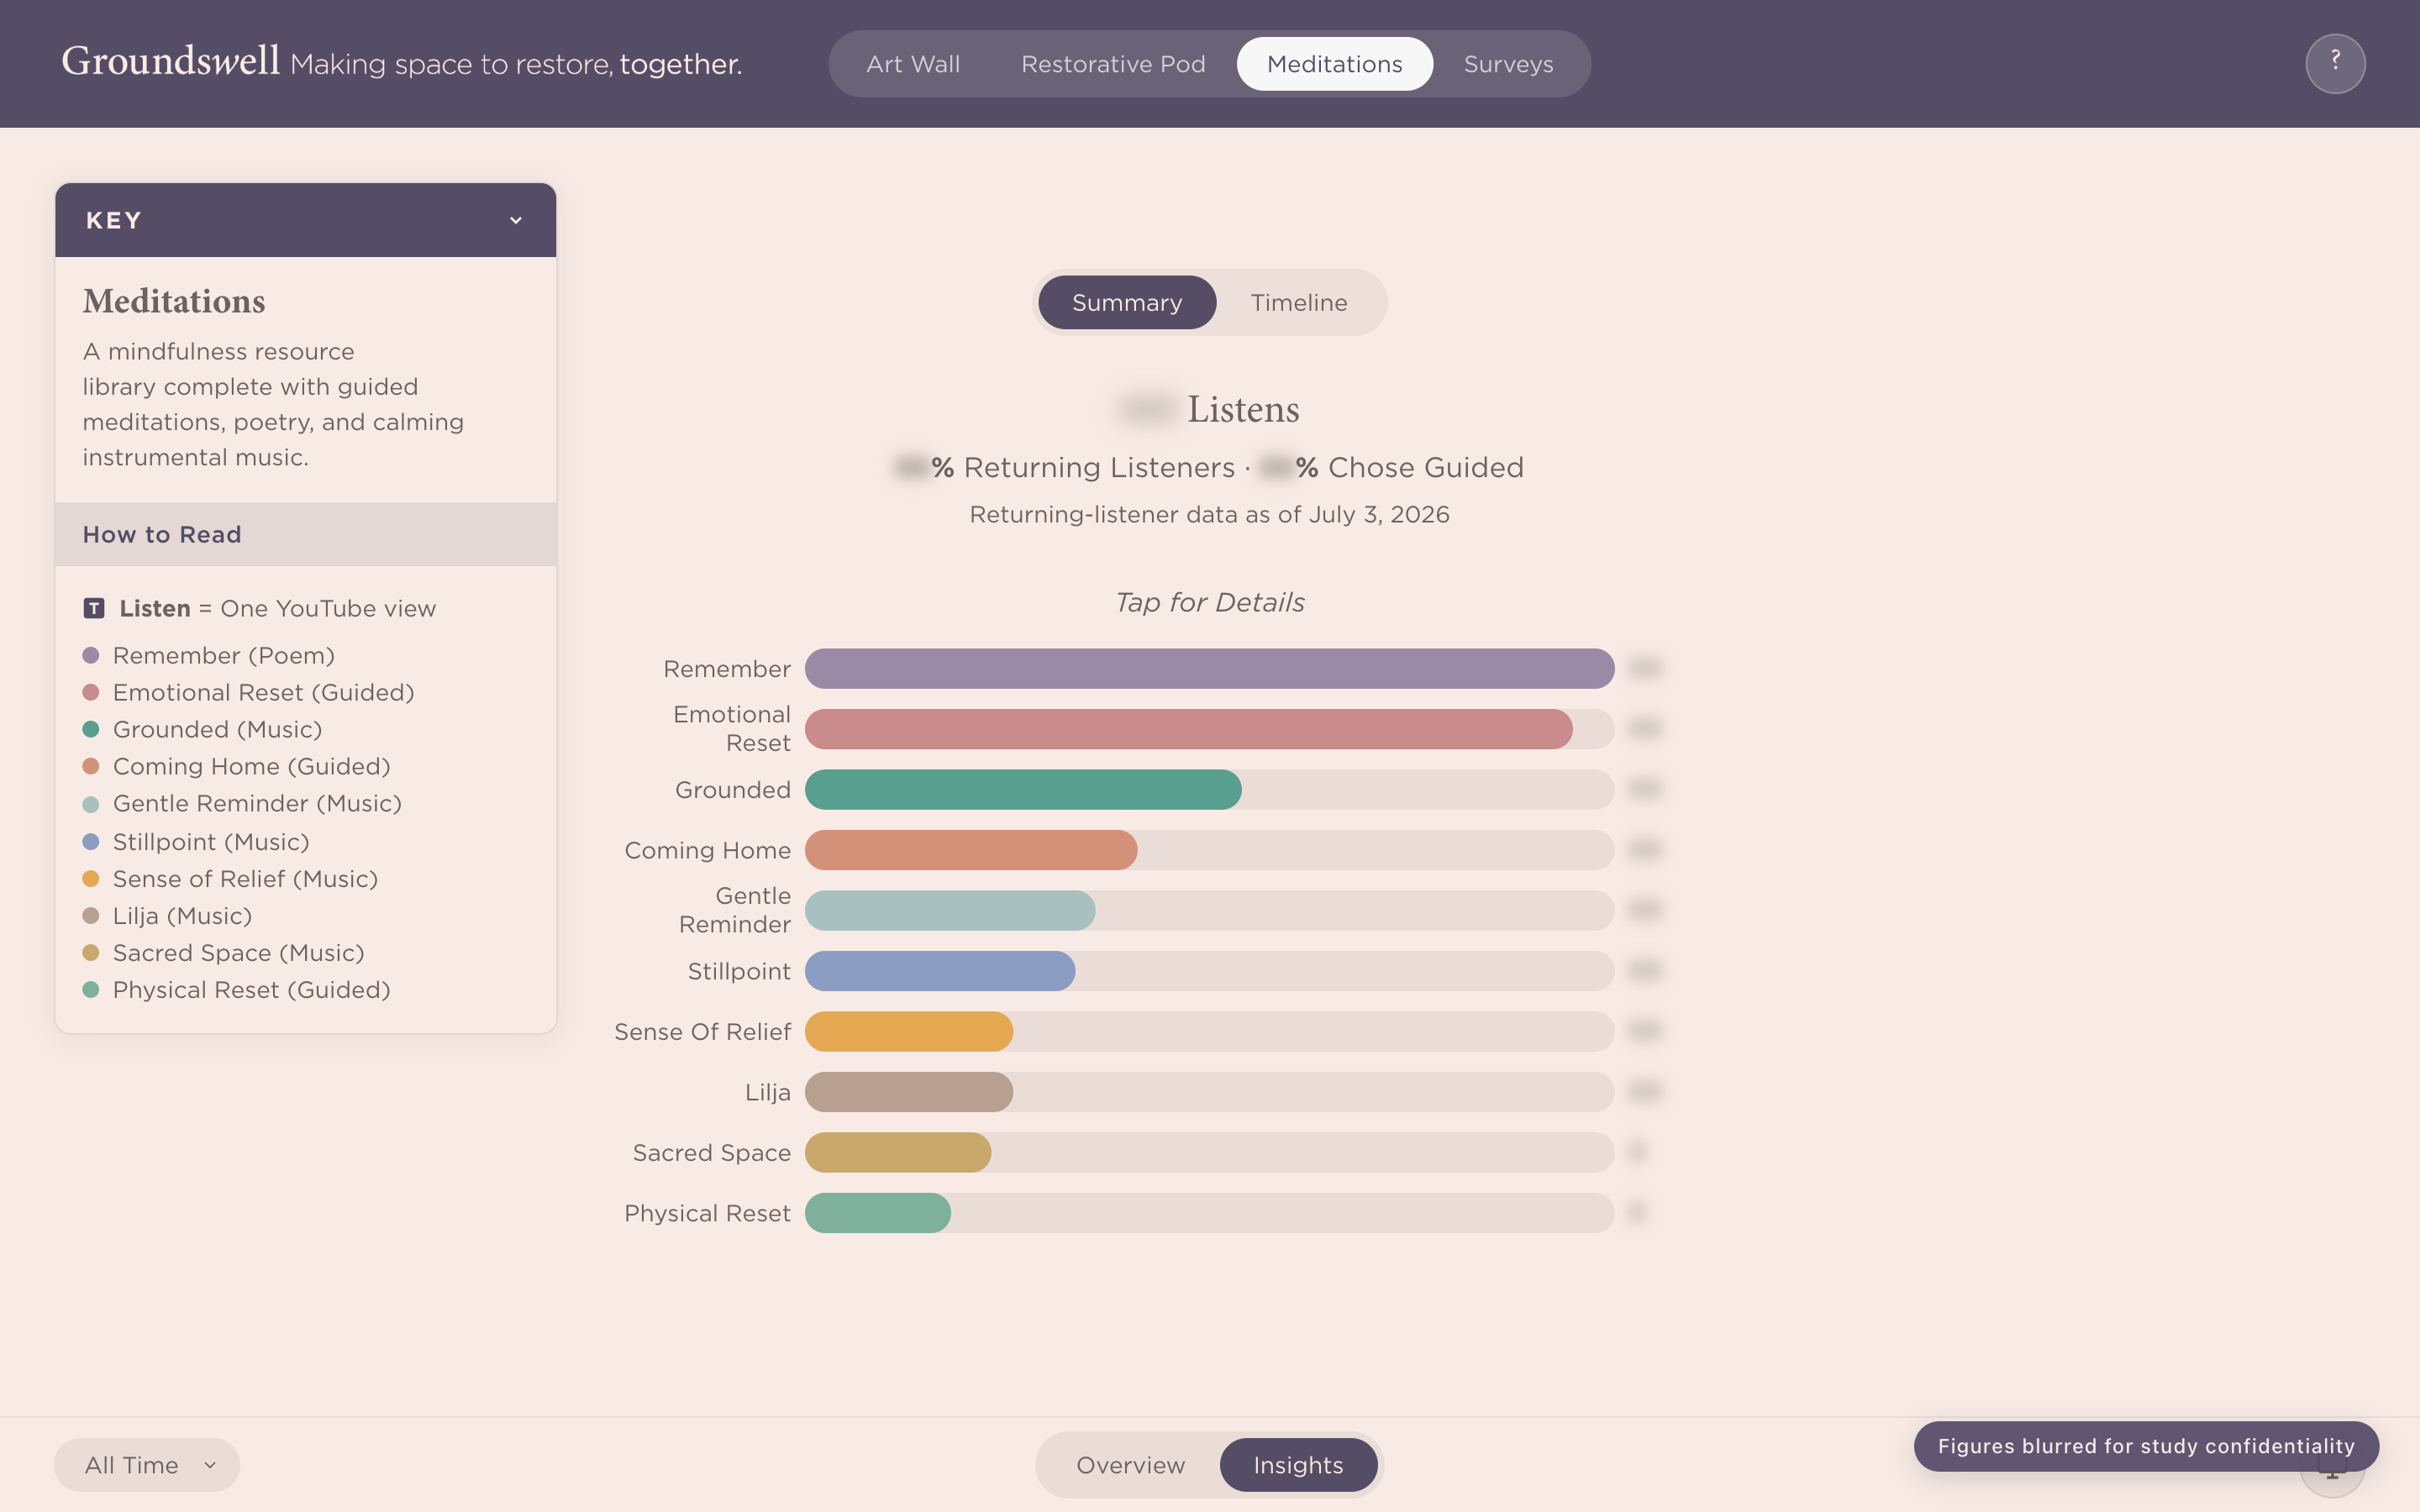 Groundswell Making space to restore, together.
Art Wall
Restorative Pod
Meditations
Surveys
?
KEY
Meditations
A mindfulness resource
library complete with guided
meditations, poetry, and calming
instrumental music.
How to Read
T Listen = One YouTube view
Remember (Poem)
Emotional Reset (Guided)
Grounded (Music)
Coming Home (Guided)
Gentle Reminder (Music)
Stillpoint (Music)
Sense of Relief (Music)
Lilja (Music)
Sacred Space (Music)
Physical Reset (Guided)
Summary
Timeline
Listens
% Returning Listeners · % Chose Guided
Returning-listener data as of July 3, 2026
Tap for Details
Remember
Emotional
Reset
Grounded
Coming Home
Gentle
Reminder
Stillpoint
Sense Of Relief
Lilja
Sacred Space
Physical Reset
All Time
Overview
Insights
Figures blurred for study confidentiality